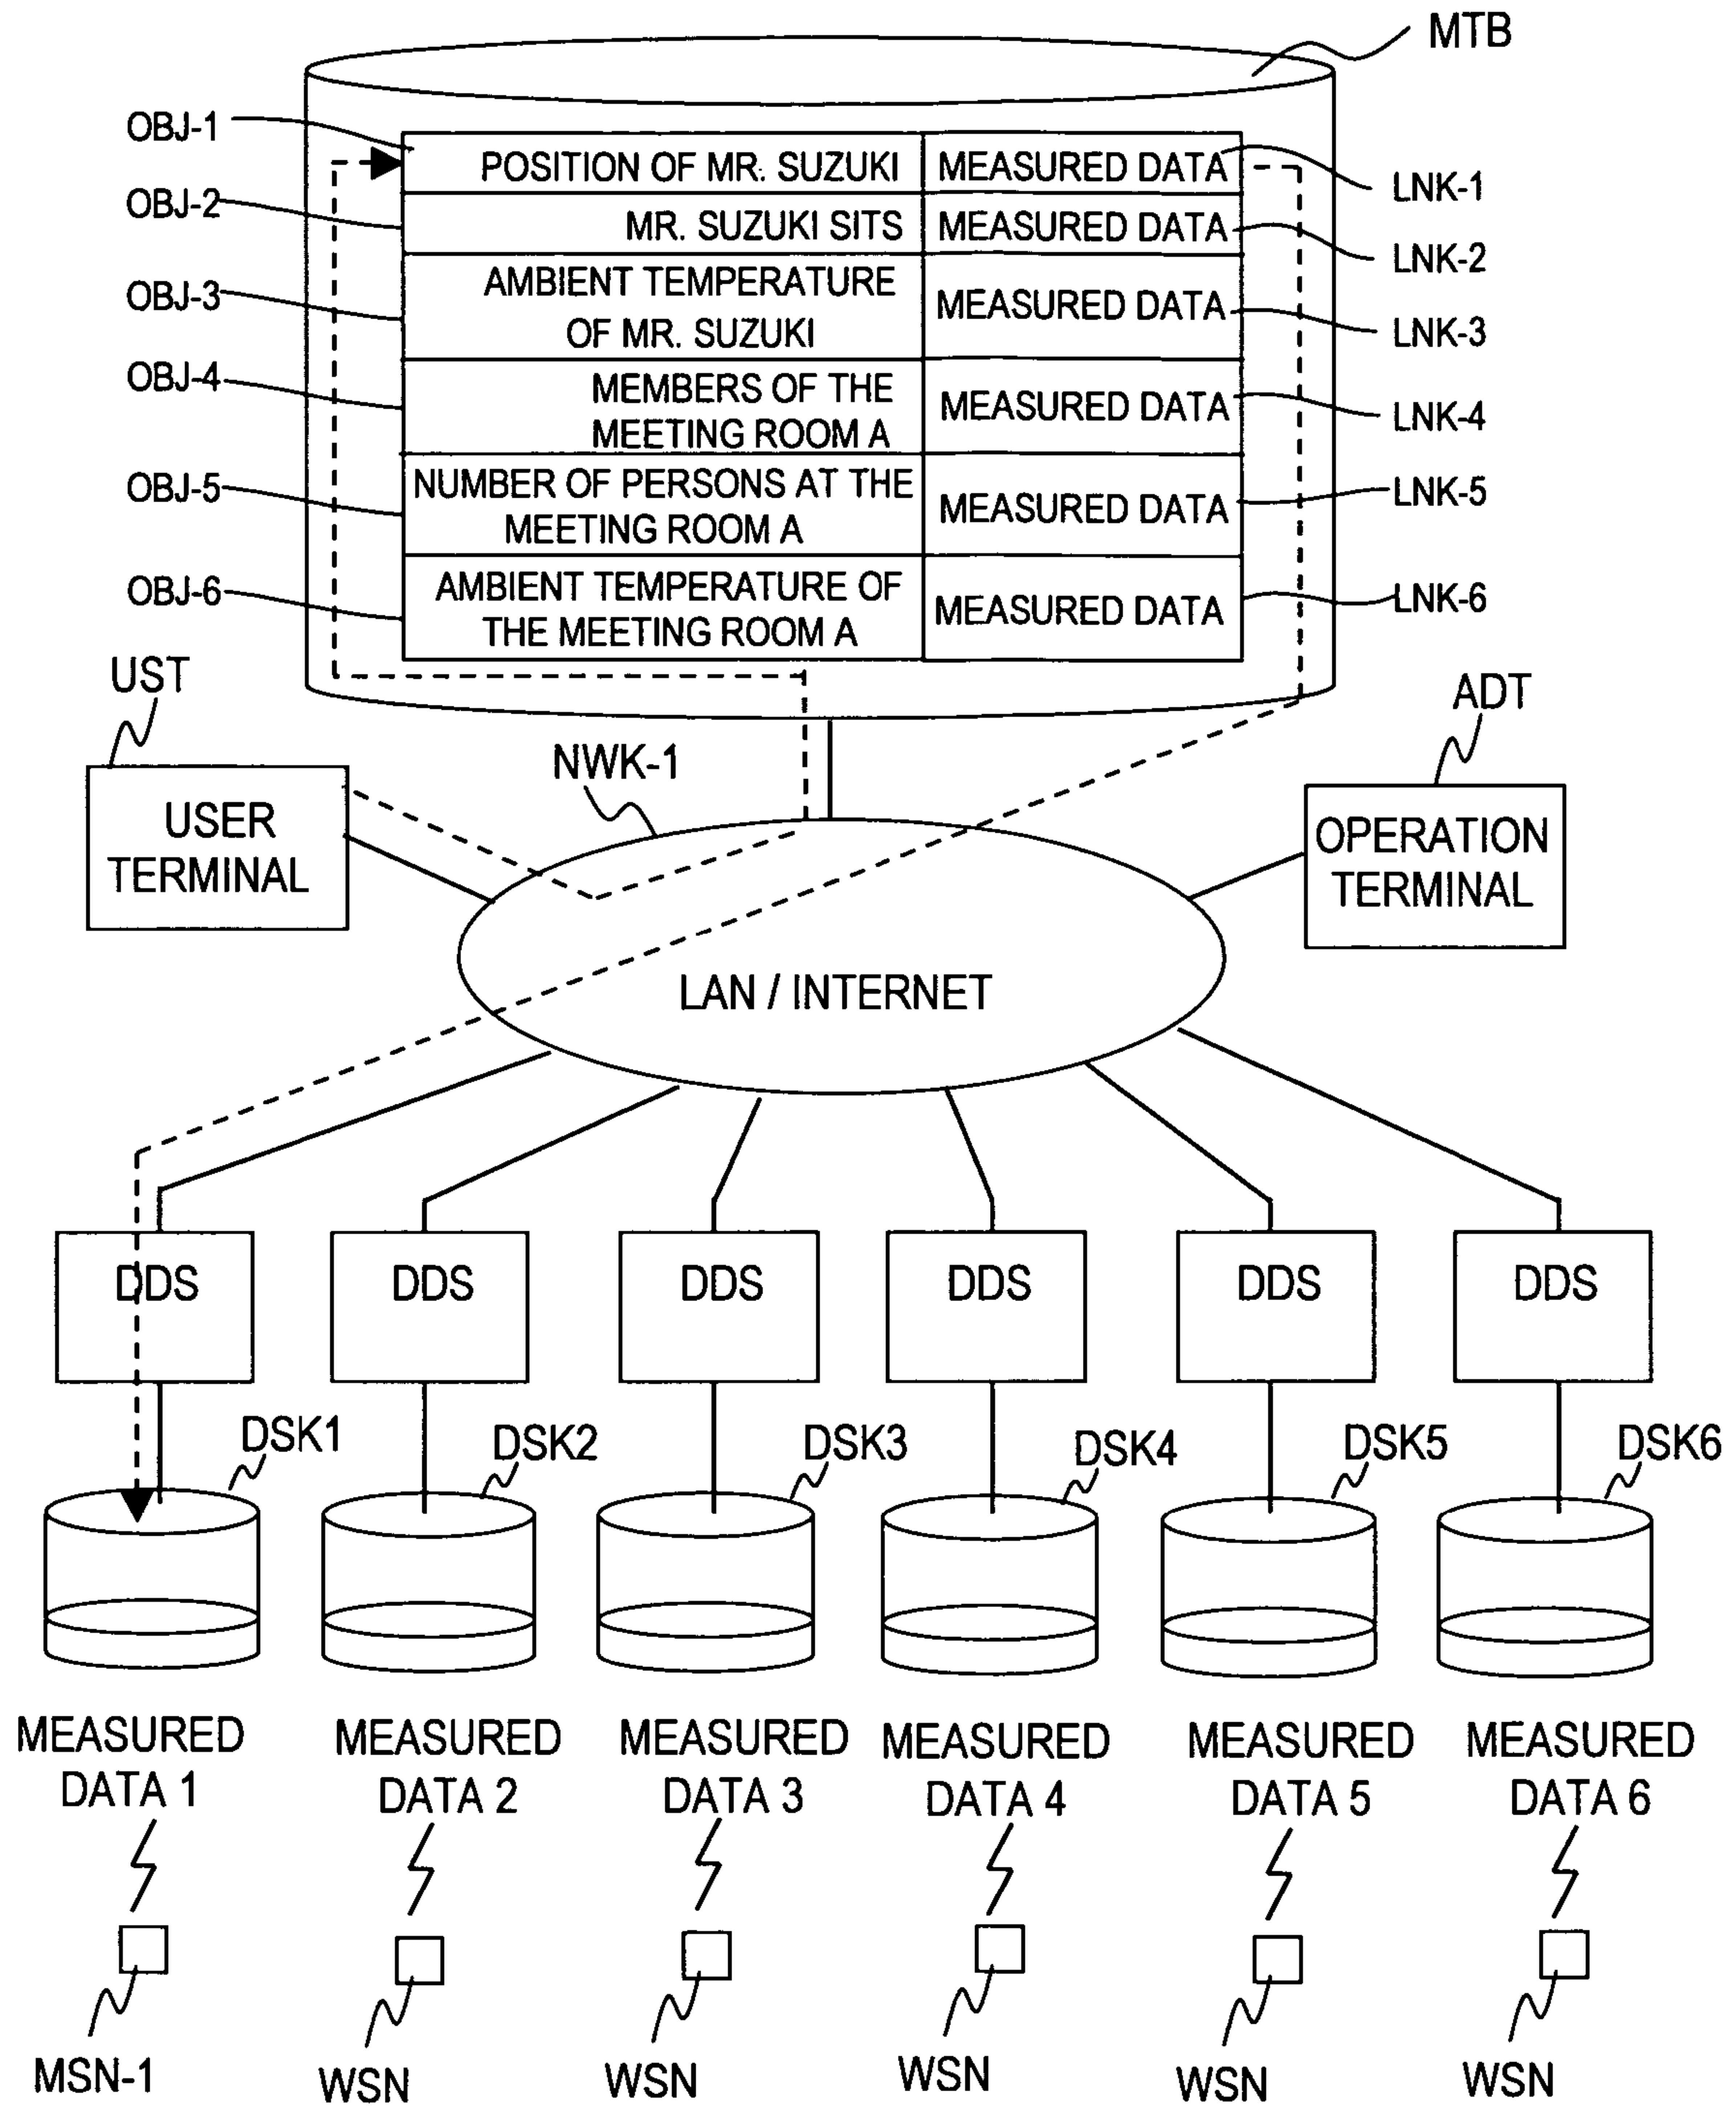 MTB
OBJ-1
POSITION OF MR. SUZUKI
MEASURED DATA
LNK-1
OBJ-2
MR. SUZUKI SITS
MEASURED DATA
LNK-2
OBJ-3
AMBIENT TEMPERATURE
OF MR. SUZUKI
MEASURED DATA
LNK-3
OBJ-4
MEMBERS OF THE
MEETING ROOM A
MEASURED DATA
LNK-4
OBJ-5
NUMBER OF PERSONS AT THE
MEETING ROOM A
MEASURED DATA
LNK-5
OBJ-6
AMBIENT TEMPERATURE OF
THE MEETING ROOM A
MEASURED DATA
LNK-6
UST
USER
TERMINAL
NWK-1
ADT
OPERATION
TERMINAL
LAN / INTERNET
DDS
DDS
DDS
DDS
DDS
DDS
DSK1
DSK2
DSK3
DSK4
DSK5
DSK6
MEASURED
DATA 1
MEASURED
DATA 2
MEASURED
DATA 3
MEASURED
DATA 4
MEASURED
DATA 5
MEASURED
DATA 6
MSN-1
WSN
WSN
WSN
WSN
WSN